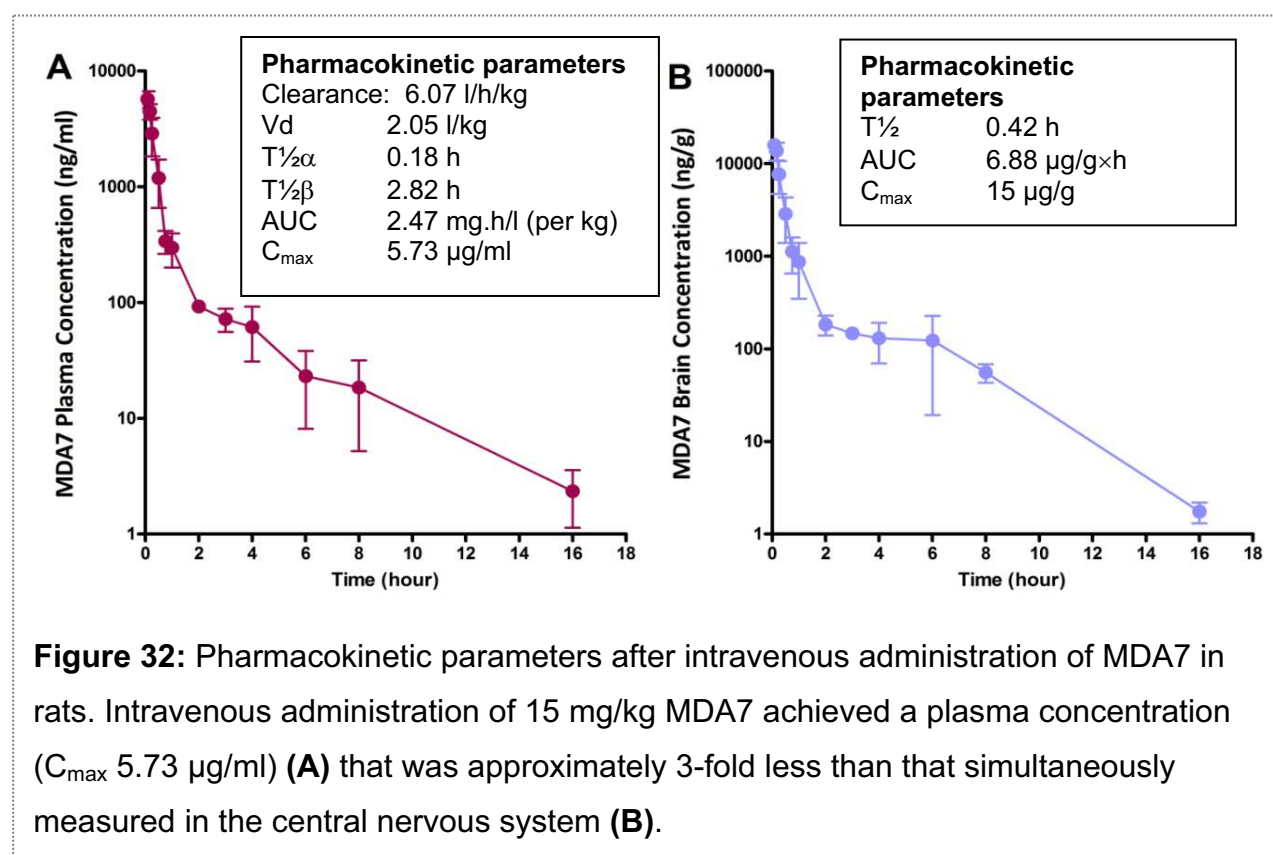 A
Pharmacokinetic parameters
Clearance: 6.07 l/h/kg
Vd 2.05 l/kg
T½α 0.18 h
T½β 2.82 h
AUC 2.47 mg.h/l (per kg)
Cmax 5.73 µg/ml
MDA7 Plasma Concentration (ng/ml)
10000
1000
100
10
1
0 2 4 6 8 10 12 14 16 18
Time (hour)
B
Pharmacokinetic
parameters
T½ 0.42 h
AUC 6.88 µg/g×h
Cmax 15 µg/g
MDA7 Brain Concentration (ng/g)
100000
10000
1000
100
10
1
0 2 4 6 8 10 12 14 16 18
Time (hour)
Figure 32: Pharmacokinetic parameters after intravenous administration of MDA7 in
rats. Intravenous administration of 15 mg/kg MDA7 achieved a plasma concentration
(Cmax 5.73 µg/ml) (A) that was approximately 3-fold less than that simultaneously
measured in the central nervous system (B).